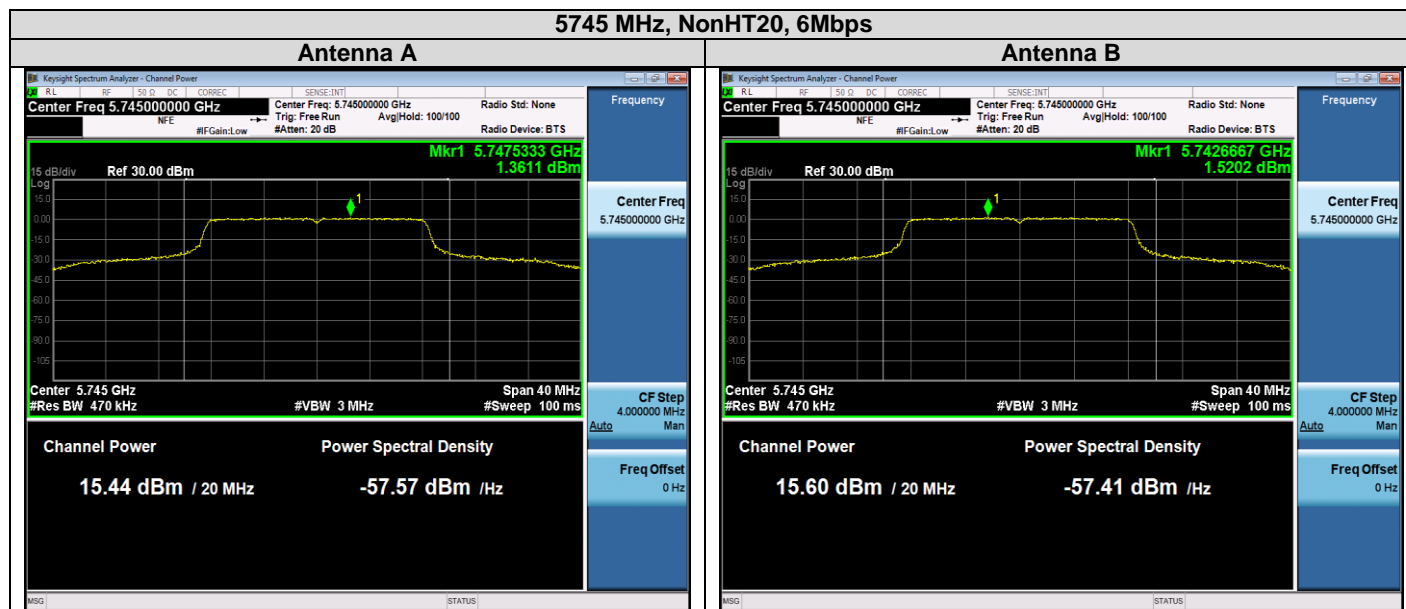 5745 MHz, NonHT20, 6Mbps
Antenna A
Keysight Spectrum Analyzer - Channel Power
RL RF 50 Ω DC CORREC SENSE:INT
Center Freq 5.745000000 GHz
NFE
#IFGain:Low
Center Freq: 5.745000000 GHz
Trig: Free Run Avg|Hold: 100/100
#Atten: 20 dB
Radio Std: None
Radio Device: BTS
Mkr1 5.7475333 GHz
1.3611 dBm
15 dB/div Ref 30.00 dBm
Log
15.0
0.00
-15.0
-30.0
-45.0
-60.0
-75.0
-90.0
-105
1
Center 5.745 GHz Span 40 MHz
#Res BW 470 kHz #VBW 3 MHz #Sweep 100 ms
Channel Power Power Spectral Density
15.44 dBm / 20 MHz -57.57 dBm /Hz
Frequency
Center Freq
5.745000000 GHz
CF Step
4.000000 MHz
Auto Man
Freq Offset
0 Hz
MSG STATUS
Antenna B
Keysight Spectrum Analyzer - Channel Power
RL RF 50 Ω DC CORREC SENSE:INT
Center Freq 5.745000000 GHz
NFE
#IFGain:Low
Center Freq: 5.745000000 GHz
Trig: Free Run Avg|Hold: 100/100
#Atten: 20 dB
Radio Std: None
Radio Device: BTS
Mkr1 5.7426667 GHz
1.5202 dBm
15 dB/div Ref 30.00 dBm
Log
15.0
0.00
-15.0
-30.0
-45.0
-60.0
-75.0
-90.0
-105
1
Center 5.745 GHz Span 40 MHz
#Res BW 470 kHz #VBW 3 MHz #Sweep 100 ms
Channel Power Power Spectral Density
15.60 dBm / 20 MHz -57.41 dBm /Hz
Frequency
Center Freq
5.745000000 GHz
CF Step
4.000000 MHz
Auto Man
Freq Offset
0 Hz
MSG STATUS